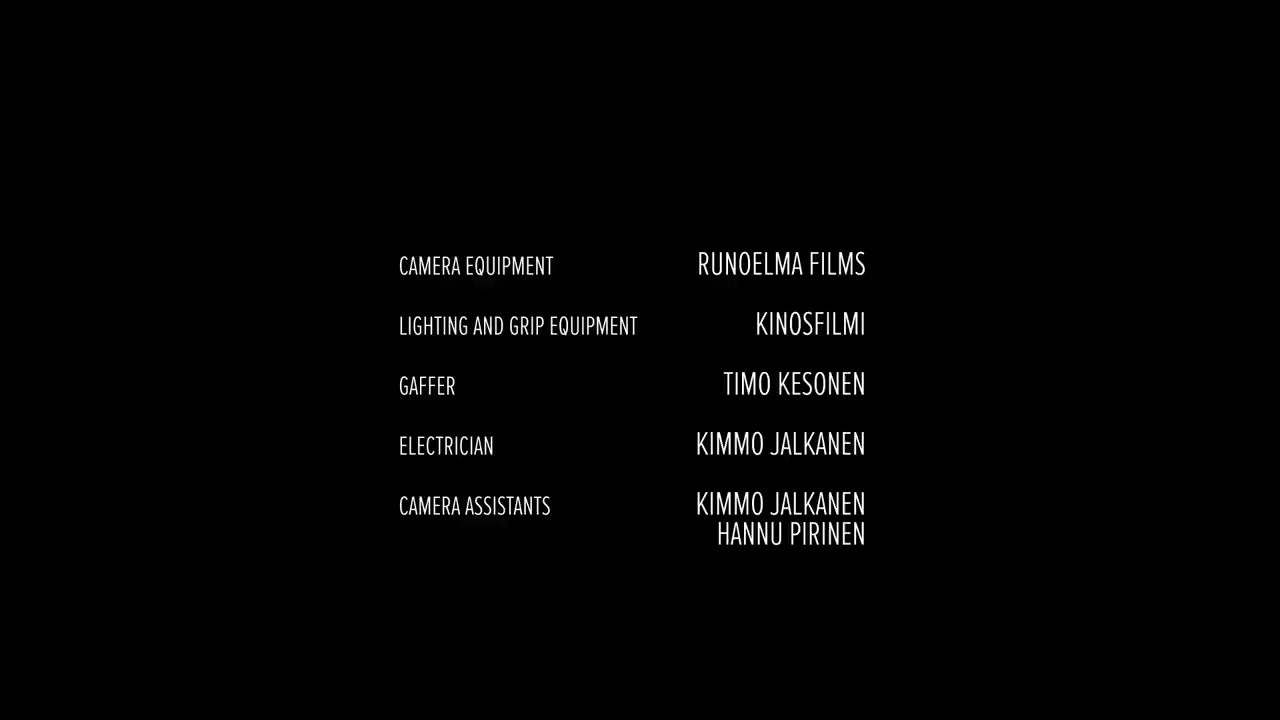 CAMERA EQUIPMENT RUNOELMA FILMS
LIGHTING AND GRIP EQUIPMENT KINOSFILMI
GAFFER TIMO KESONEN
ELECTRICIAN KIMMO JALKANEN
CAMERA ASSISTANTS KIMMO JALKANEN
HANNU PIRINEN